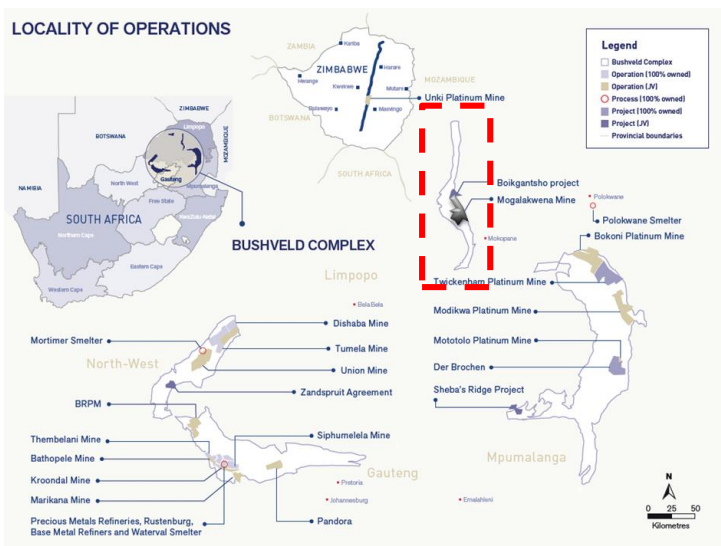 LOCALITY OF OPERATIONS
ZAMBIA
Kariba
ZIMBABWE
Harare
Hwange
Kwekwe
Mutare
Bulawayo
Masvingo
MOZAMBIQUE
BOTSWANA
SOUTH AFRICA
Unki Platinum Mine
Legend
Bushveld Complex
Operation (100% owned)
Operation (JV)
Process (100% owned)
Project (100% owned)
Project (JV)
Provincial boundaries
ZIMBABWE
BOTSWANA
Limpopo
MOZAMBIQUE
North West
Gauteng
Mpumalanga
NAMIBIA
Free State
SOUTH AFRICA
KwaZulu-Natal
Northern Cape
Eastern Cape
Western Cape
BUSHVELD COMPLEX
Boikgantsho project
Mogalakwena Mine
Mokopane
Polokwane
Polokwane Smelter
Bokoni Platinum Mine
Limpopo
Twickenham Platinum Mine
Bela Bela
Modikwa Platinum Mine
Dishaba Mine
Mortimer Smelter
Tumela Mine
Mototolo Platinum Mine
North-West
Union Mine
Der Brochen
Zandspruit Agreement
Sheba's Ridge Project
BRPM
Siphumelela Mine
Thembelani Mine
Bathopele Mine
Mpumalanga
Kroondal Mine
Gauteng
Pretoria
Marikana Mine
Johannesburg
Emalahleni
Precious Metals Refineries, Rustenburg,
Base Metal Refiners and Waterval Smelter
Pandora
N
0 25 50
Kilometres